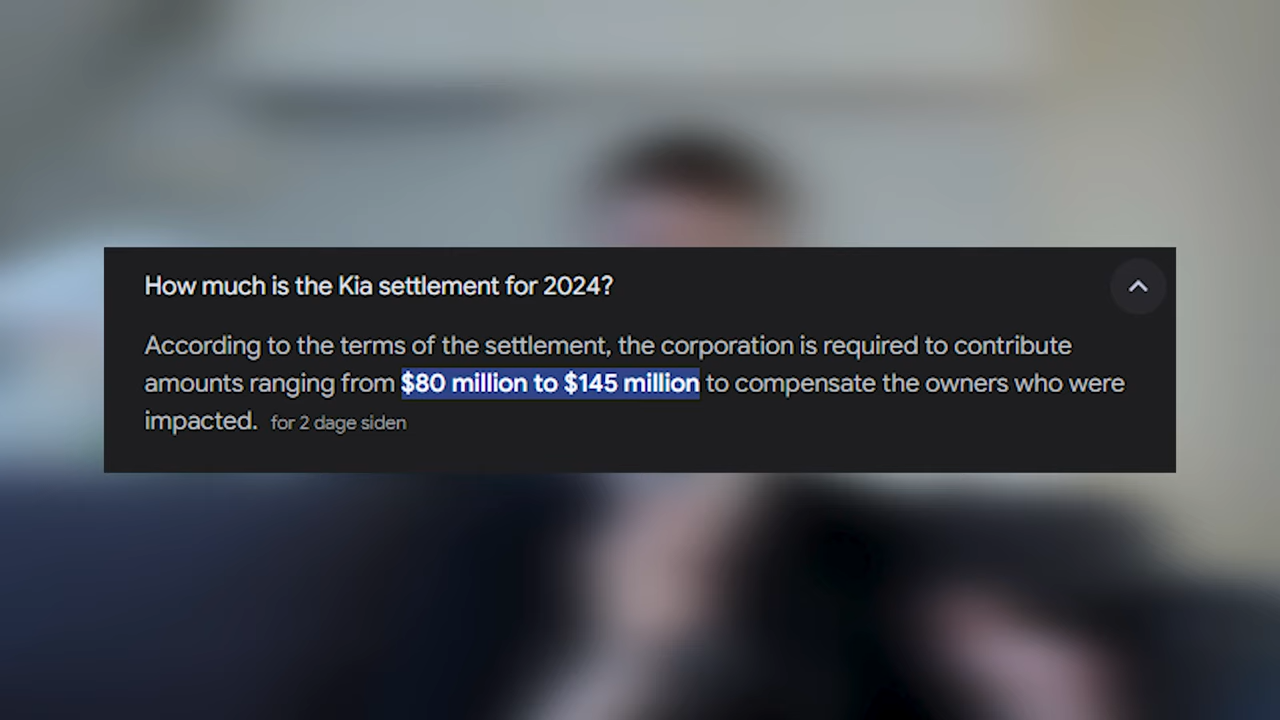 How much is the Kia settlement for 2024?
According to the terms of the settlement, the corporation is required to contribute
amounts ranging from $80 million to $145 million to compensate the owners who were
impacted. for 2 dage siden